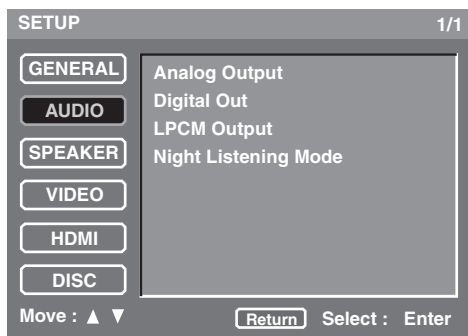 SETUP 1/1
GENERAL
AUDIO
SPEAKER
VIDEO
HDMI
DISC
Analog Output
Digital Out
LPCM Output
Night Listening Mode
Move : ▲ ▼ Return Select : Enter